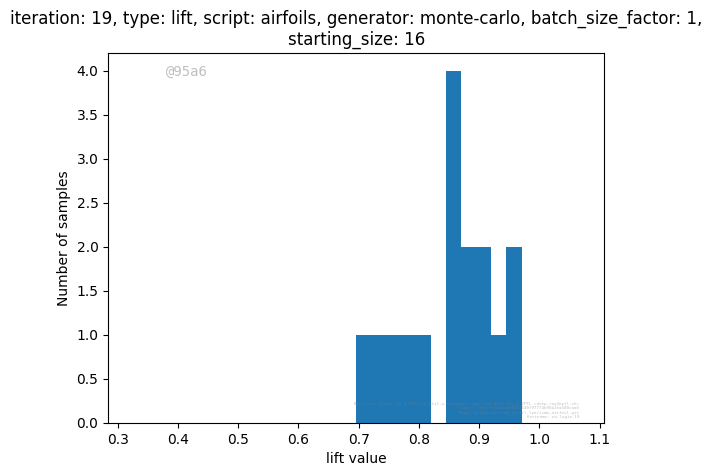 iteration: 19, type: lift, script: airfoils, generator: monte-carlo, batch_size_factor: 1,
starting_size: 16
@95a6
4.0
3.5
3.0
2.5
2.0
1.5
1.0
0.5
0.0
Number of samples
0.3 0.4 0.5 0.6 0.7 0.8 0.9 1.0 1.1
lift value